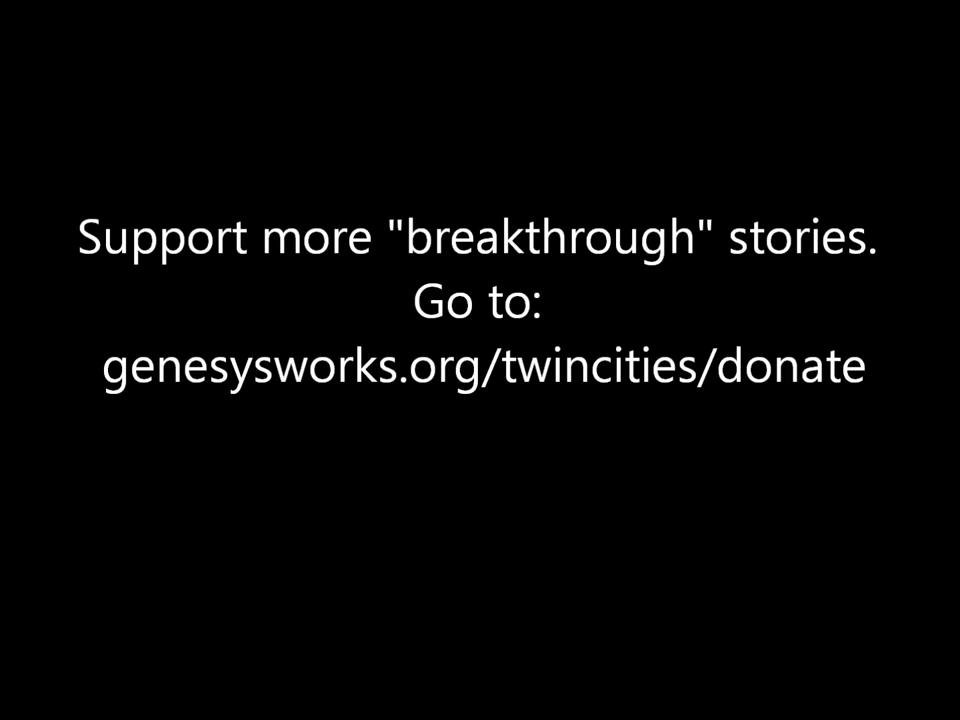 Support more "breakthrough" stories.
Go to:
genesysworks.org/twincities/donate